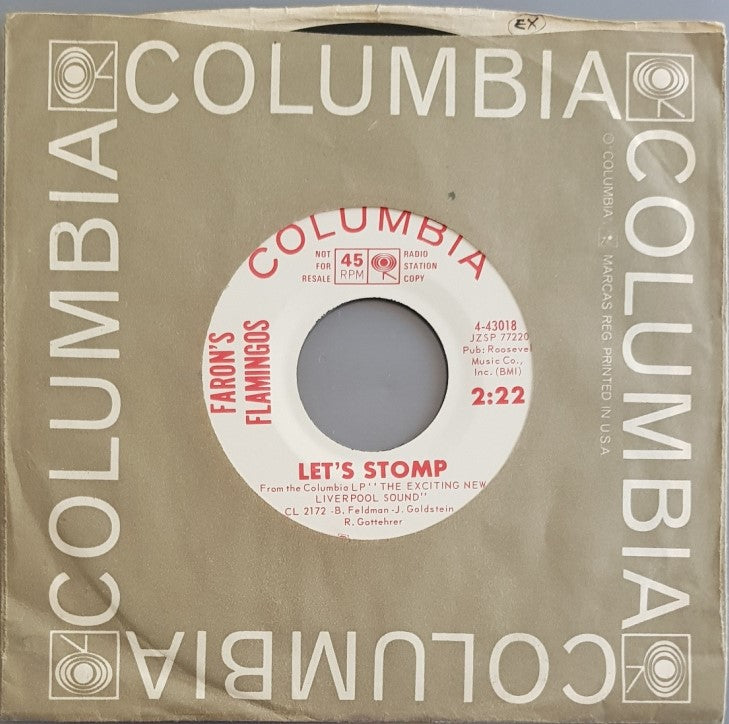 EX
COLUMBIA
COLUMBIA
COLUMBIA
COLUMBIA
© COLUMBIA, MARCAS REG. PRINTED IN U.S.A
COLUMBIA
NOT
FOR
RESALE
45
RPM
RADIO
STATION
COPY
FARON'S
FLAMINGOS
4-43018
JZSP 77220
Pub: Roosevel
Music Co.,
Inc. (BMI)
2:22
LET'S STOMP
From the Columbia LP "THE EXCITING NEW
LIVERPOOL SOUND"
CL 2172 -B. Feldman -J. Goldstein
R. Gottehrer